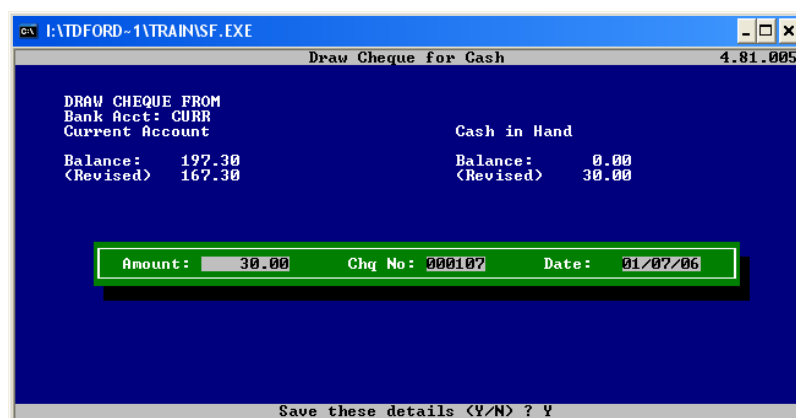 I:\TDFORD~1\TRAIN\SF.EXE
Draw Cheque for Cash 4.81.005
DRAW CHEQUE FROM
Bank Acct: CURR
Current Account Cash in Hand
Balance: 197.30 Balance: 0.00
(Revised) 167.30 (Revised) 30.00
Amount: 30.00 Chq No: 000107 Date: 01/07/06
Save these details (Y/N) ? Y